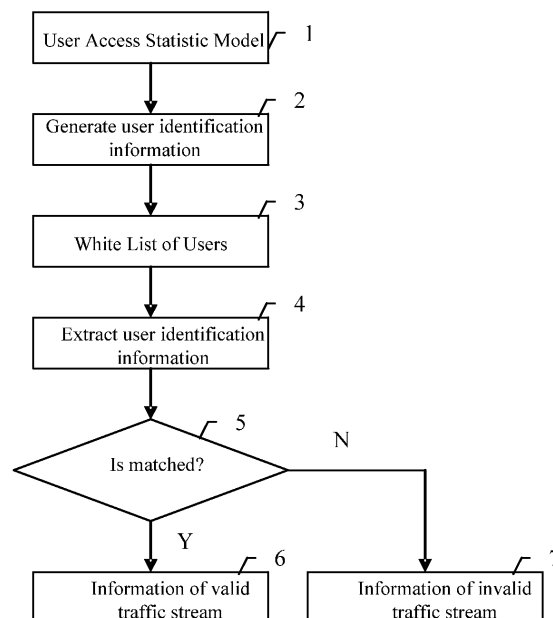 User Access Statistic Model
1
2
Generate user identification
information
3
White List of Users
4
Extract user identification
information
5
Is matched?
N
Y
6
Information of valid
traffic stream
7
Information of invalid
traffic stream